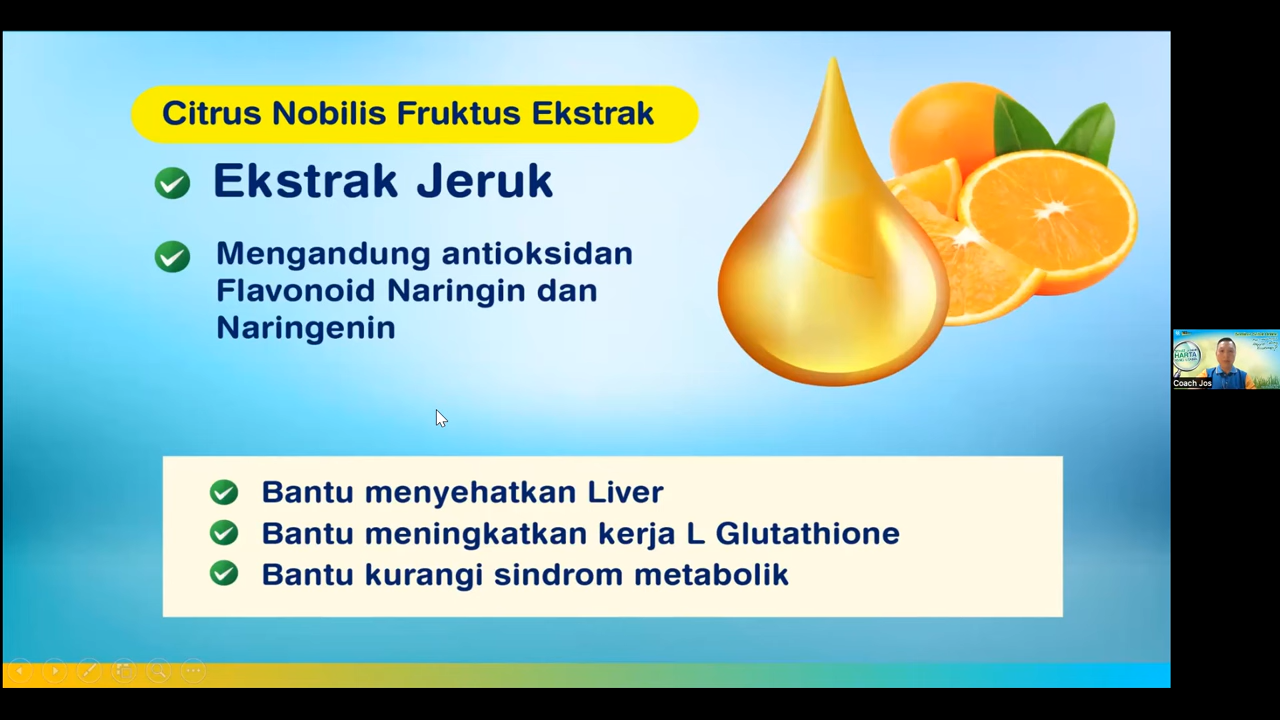 Citrus Nobilis Fruktus Ekstrak
Ekstrak Jeruk
Mengandung antioksidan
Flavonoid Naringin dan
Naringenin
Bantu menyehatkan Liver
Bantu meningkatkan kerja L Glutathione
Bantu kurangi sindrom metabolik
HARTA
Coach Jos